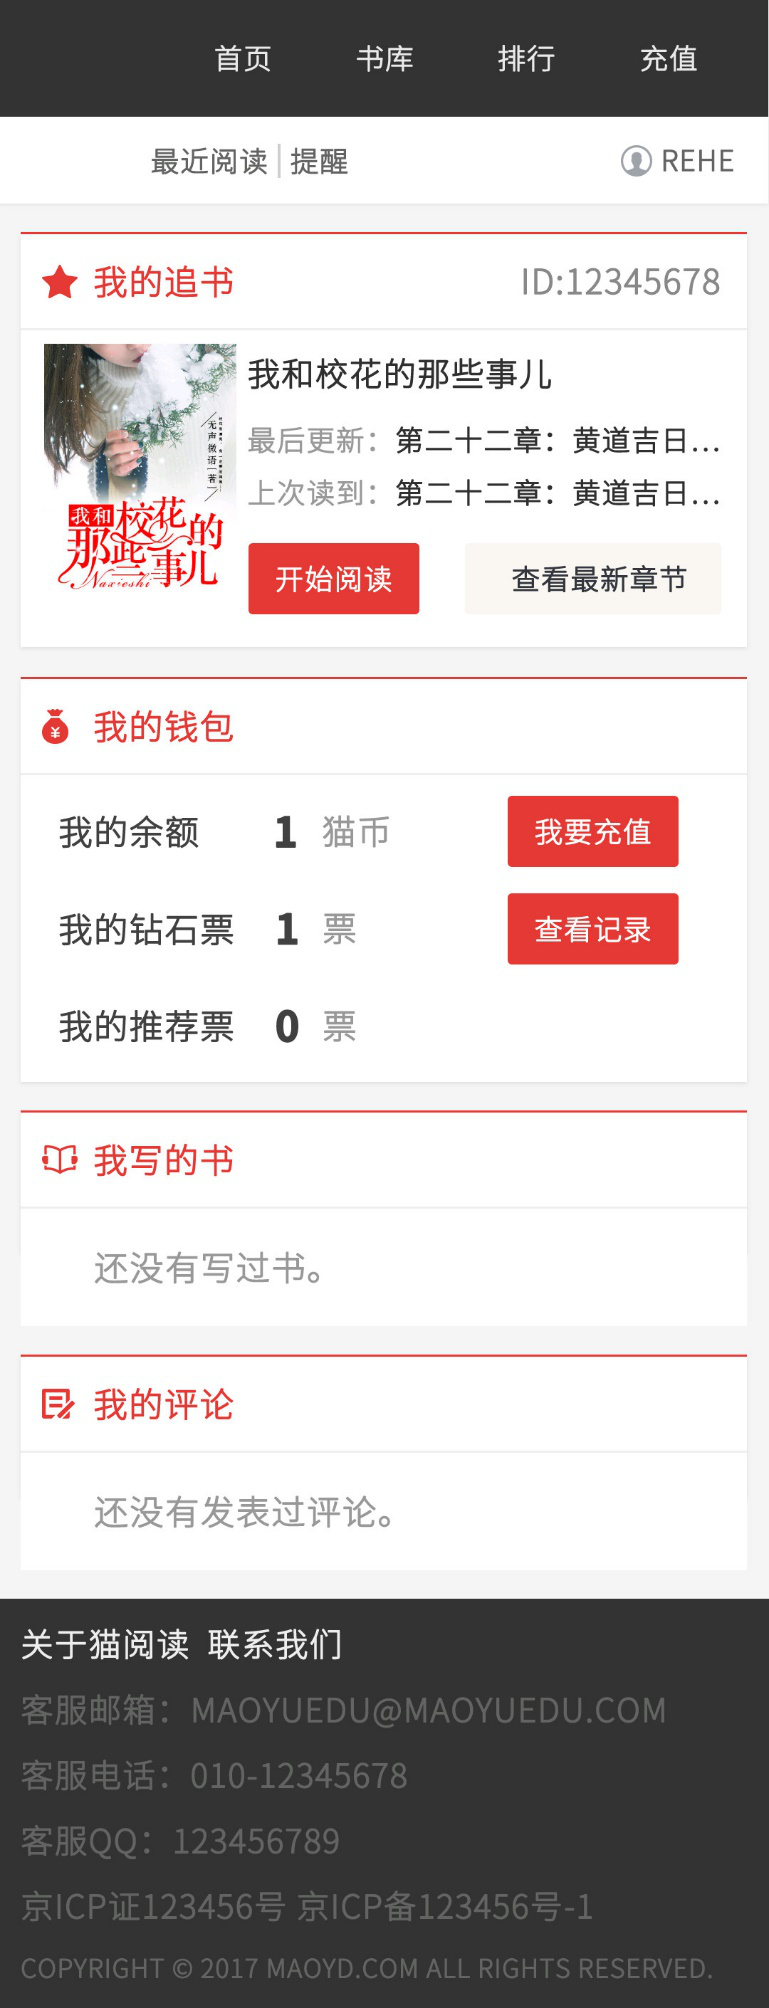 首页 书库 排行 充值
最近阅读 | 提醒 REHE
我的追书 ID:12345678
我和校花的那些事儿
最后更新：第二十二章：黄道吉日...
上次读到：第二十二章：黄道吉日...
无声微语［著］
我和校花的
那些事儿
Naxieshi
开始阅读 查看最新章节
我的钱包
我的余额 1 猫币 我要充值
我的钻石票 1 票 查看记录
我的推荐票 0 票
我写的书
还没有写过书。
我的评论
还没有发表过评论。
关于猫阅读 联系我们
客服邮箱：MAOYUEDU@MAOYUEDU.COM
客服电话：010-12345678
客服QQ：123456789
京ICP证123456号 京ICP备123456号-1
COPYRIGHT © 2017 MAOYD.COM ALL RIGHTS RESERVED.